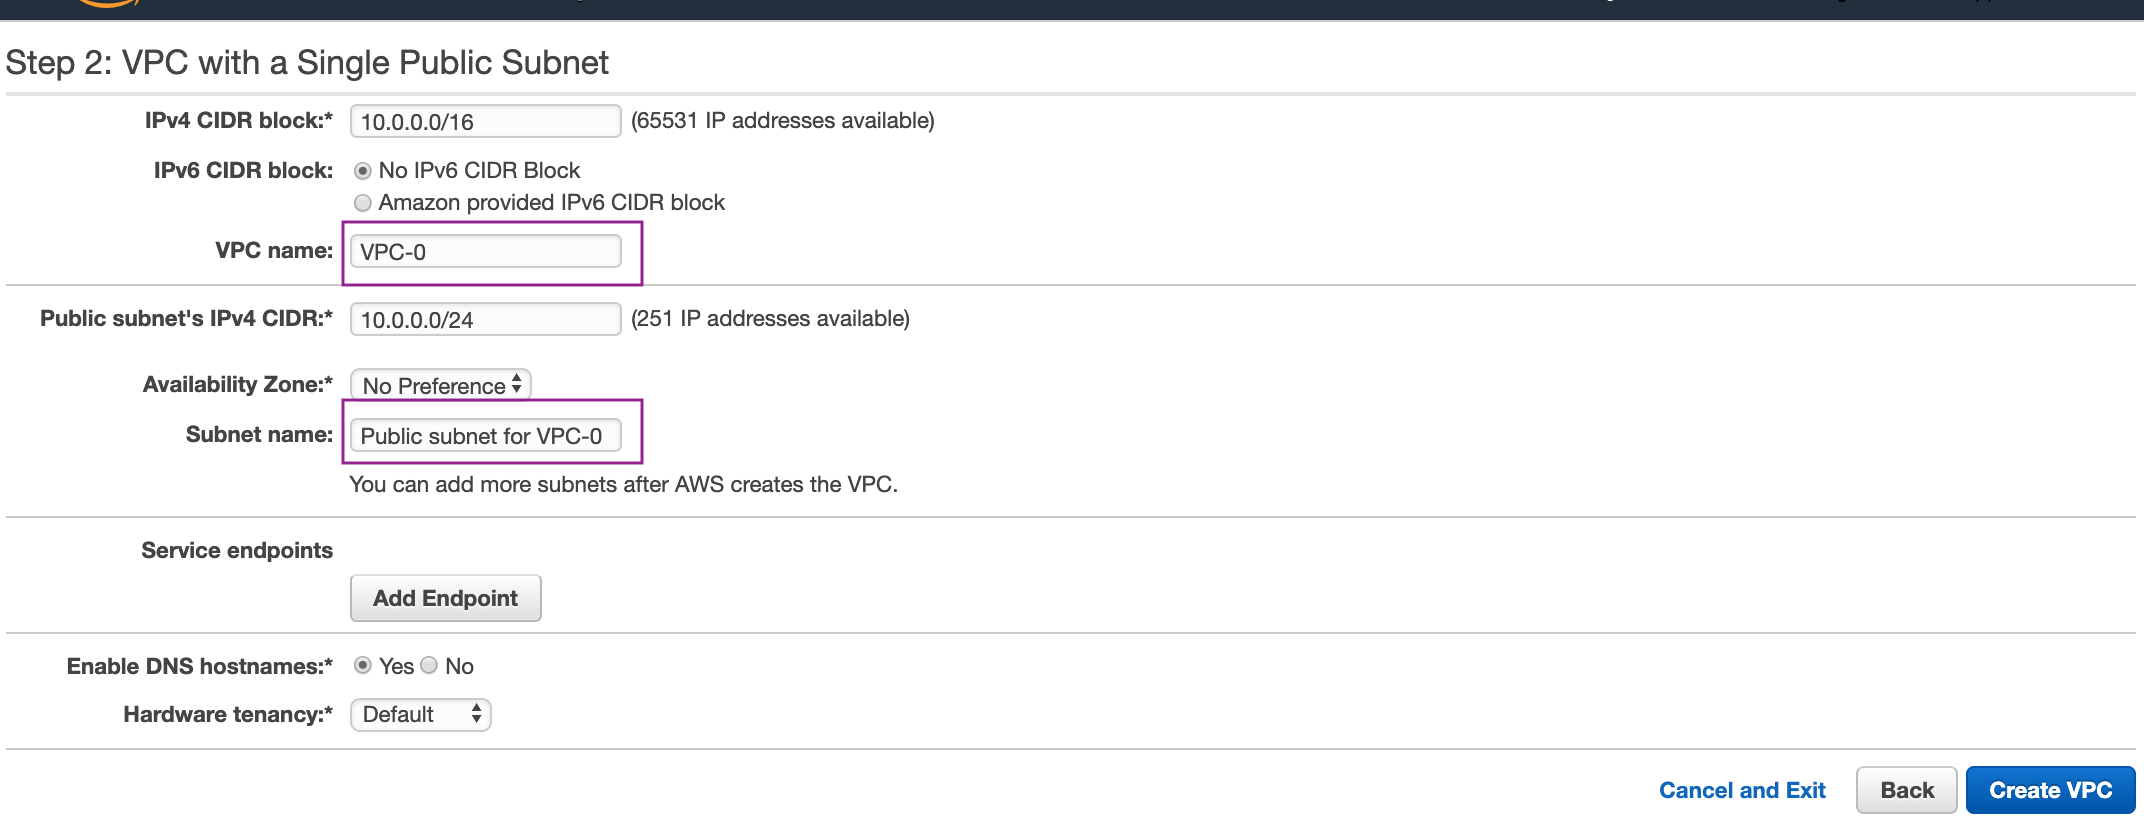 Step 2: VPC with a Single Public Subnet
IPv4 CIDR block:* 10.0.0.0/16 (65531 IP addresses available)
IPv6 CIDR block: No IPv6 CIDR Block
Amazon provided IPv6 CIDR block
VPC name: VPC-0
Public subnet's IPv4 CIDR:* 10.0.0.0/24 (251 IP addresses available)
Availability Zone:* No Preference
Subnet name: Public subnet for VPC-0
You can add more subnets after AWS creates the VPC.
Service endpoints
Add Endpoint
Enable DNS hostnames:* Yes No
Hardware tenancy:* Default
Cancel and Exit Back Create VPC